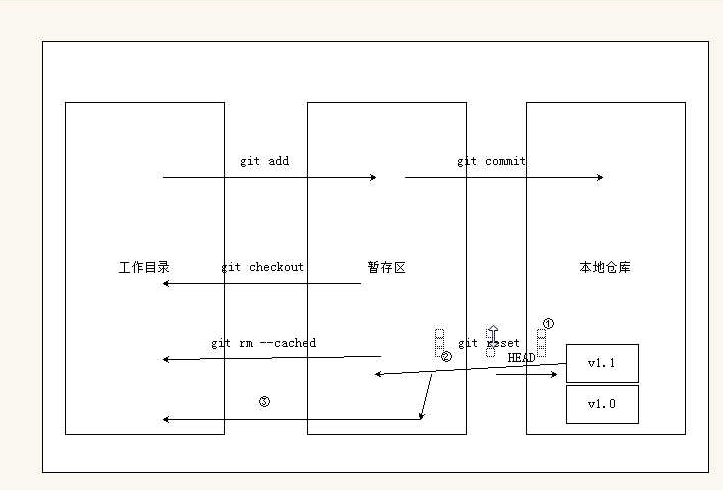 git add
git commit
工作目录
git checkout
暂存区
本地仓库
①
git rm --cached
git reset
②
HEAD
v1.1
③
v1.0